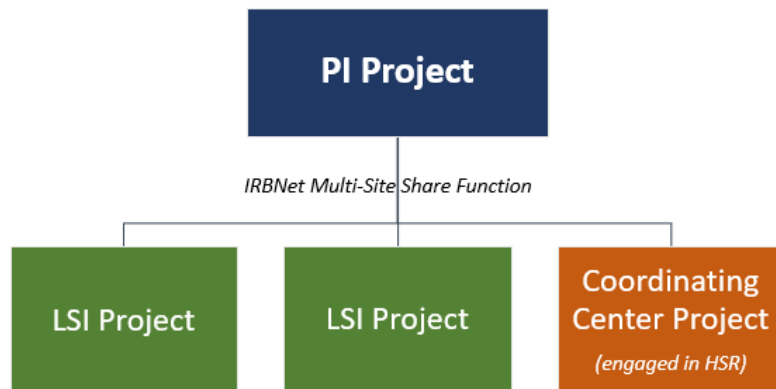 PI Project
IRBNet Multi-Site Share Function
LSI Project
LSI Project
Coordinating
Center Project
(engaged in HSR)